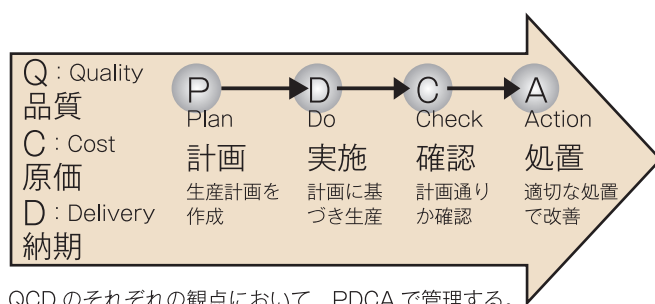 Q：Quality
品質
C：Cost
原価
D：Delivery
納期
P
Plan
計画
生産計画を
作成
D
Do
実施
計画に基
づき生産
C
Check
確認
計画通り
か確認
A
Action
処置
適切な処置
で改善
QCD のそれぞれの観点において、PDCA で管理する。